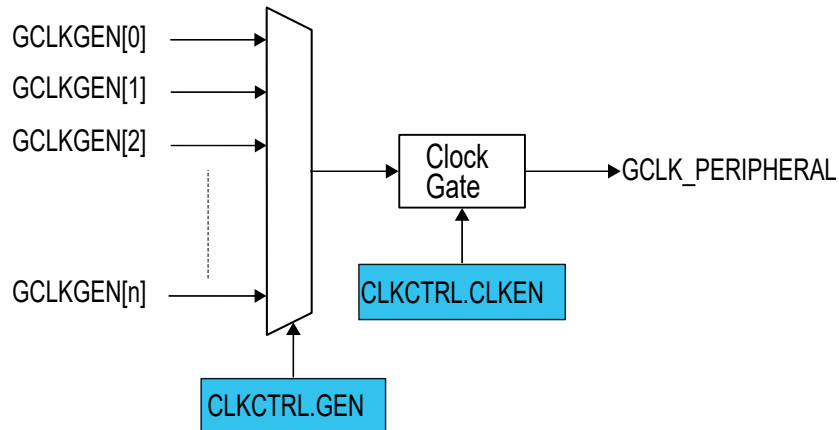 GCLKGEN[0]
GCLKGEN[1]
GCLKGEN[2]
Clock
Gate
GCLK_PERIPHERAL
GCLKGEN[n]
CLKCTRL.CLKEN
CLKCTRL.GEN